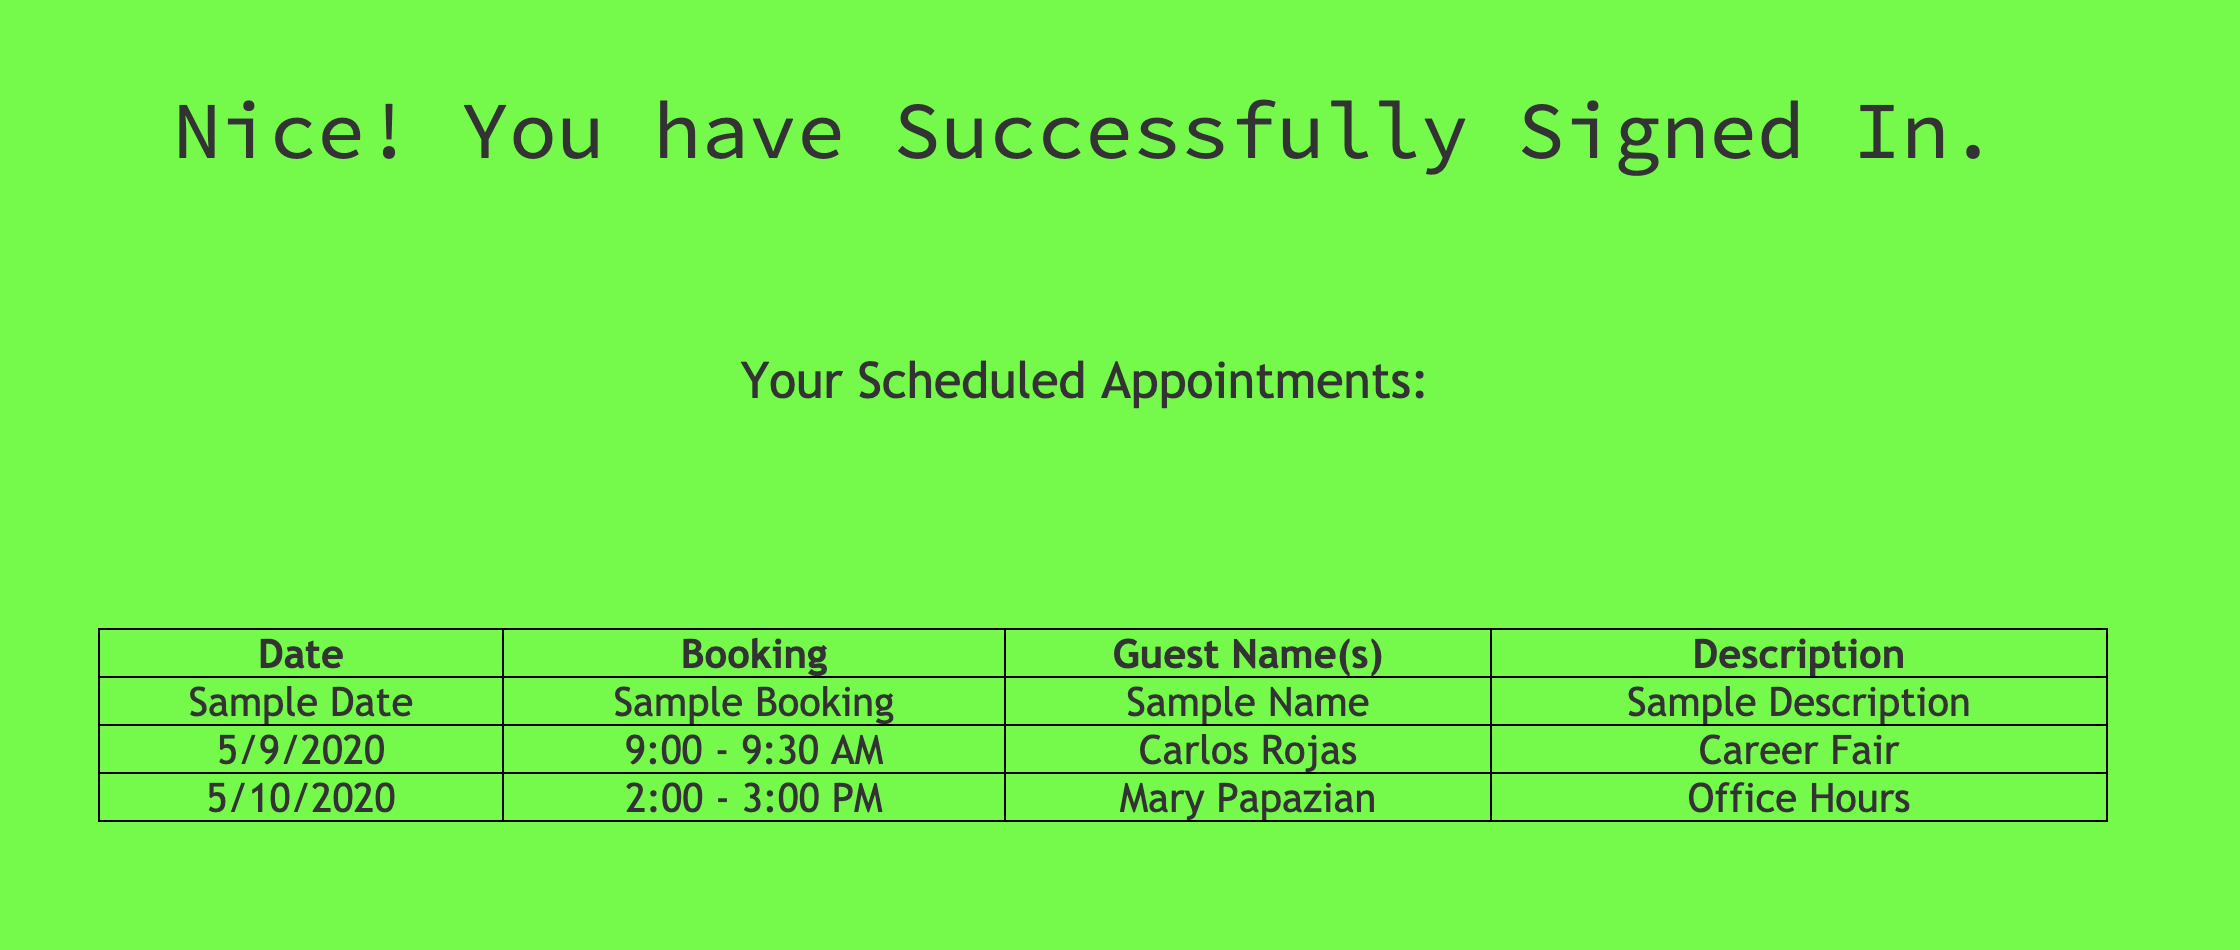 Nice! You have Successfully Signed In.
Your Scheduled Appointments:
Date Booking Guest Name(s) Description
Sample Date Sample Booking Sample Name Sample Description
5/9/2020 9:00 - 9:30 AM Carlos Rojas Career Fair
5/10/2020 2:00 - 3:00 PM Mary Papazian Office Hours